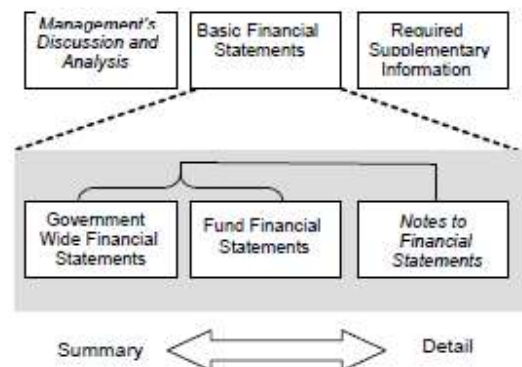 Management's
Discussion and
Analysis
Basic Financial
Statements
Required
Supplementary
Information
Government
Wide Financial
Statements
Fund Financial
Statements
Notes to
Financial
Statements
Summary
Detail